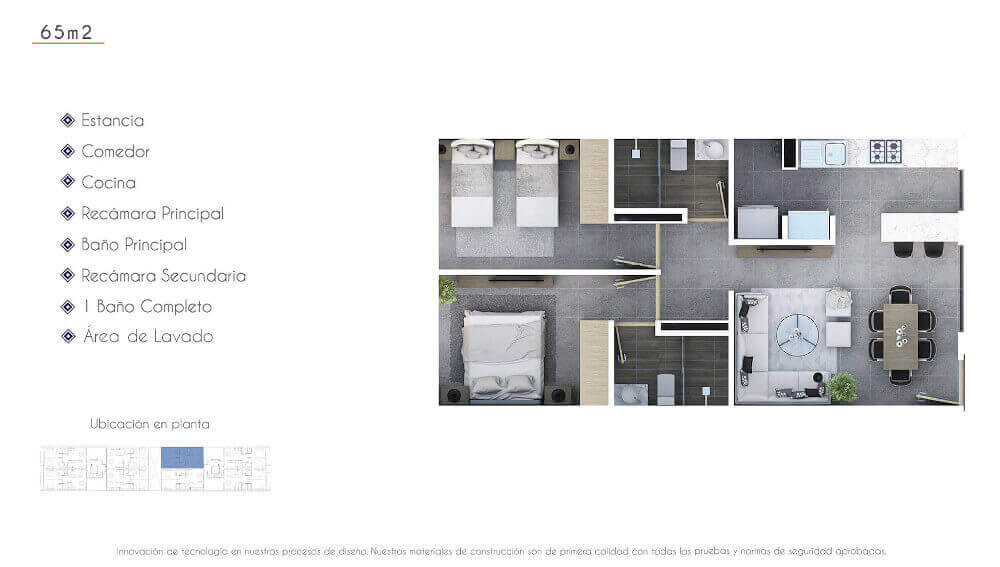 65m2
Estancia
Comedor
Cocina
Recámara Principal
Baño Principal
Recámara Secundaria
1 Baño Completo
Área de Lavado
Ubicación en planta
Innovación de tecnología en nuestros procesos de diseño. Nuestros materiales de construcción son de primera calidad con todas las pruebas y normas de seguridad aprobadas.